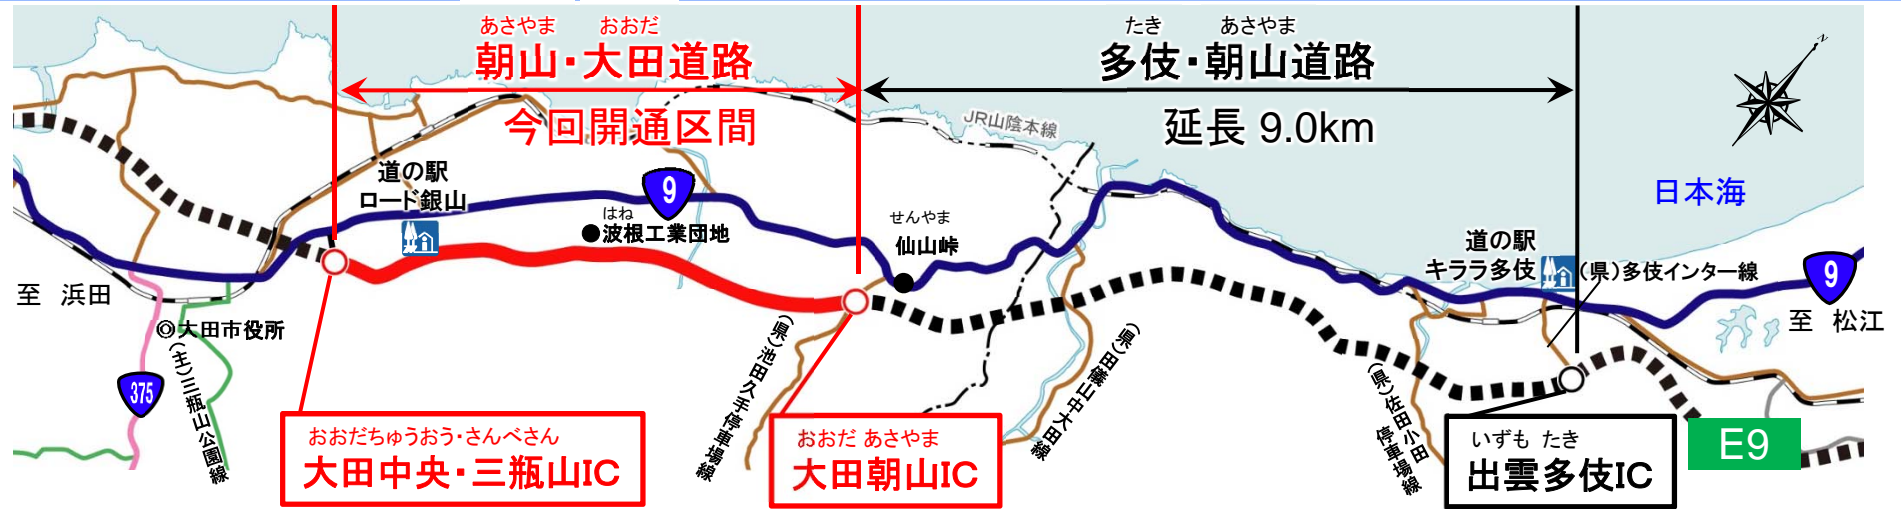 あさやま おおだ
朝山・大田道路
今回開通区間
たき あさやま
多伎・朝山道路
延長 9.0km
N
JR山陰本線
日本海
道の駅
ロード銀山
9
はね
波根工業団地
せんやま
仙山峠
道の駅
キララ多伎
(県)多伎インター線
9
至 浜田
至 松江
大田市役所
375
(主)三瓶山公園線
(県)池田久手停車場線
(県)田儀山中大田線
(県)佐田小田
停車場線
おおだちゅうおう・さんべさん
大田中央・三瓶山IC
おおだ あさやま
大田朝山IC
いずも たき
出雲多伎IC
E9